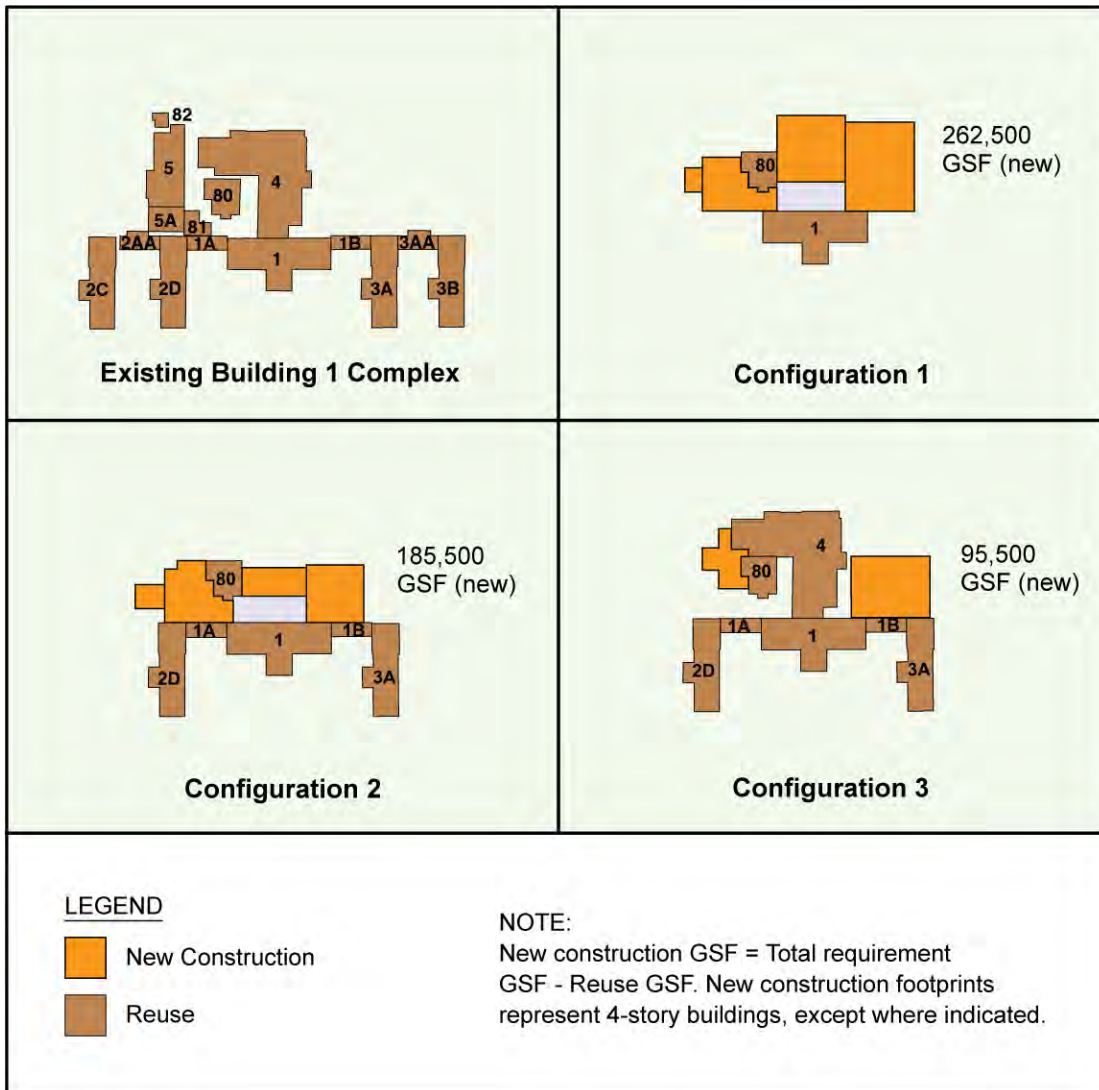 82
5
4
80
5A
81
2AA
1A
1
1B
3AA
2C
2D
3A
3B
Existing Building 1 Complex
80
262,500
GSF (new)
1
Configuration 1
80
185,500
GSF (new)
1A
1
1B
2D
3A
Configuration 2
4
80
95,500
GSF (new)
1A
1
1B
2D
3A
Configuration 3
LEGEND
New Construction
Reuse
NOTE:
New construction GSF = Total requirement
GSF - Reuse GSF. New construction footprints
represent 4-story buildings, except where indicated.